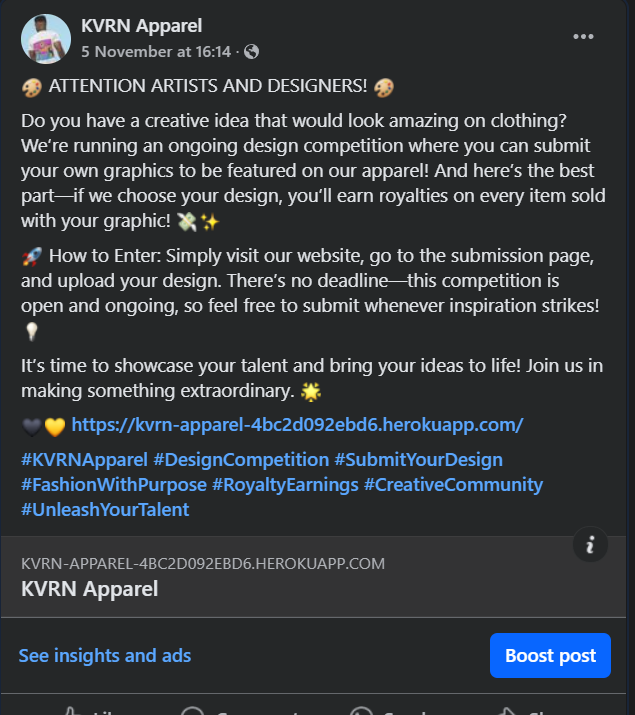 KVRN Apparel
5 November at 16:14 ·
🎨 ATTENTION ARTISTS AND DESIGNERS! 🎨
Do you have a creative idea that would look amazing on clothing?
We're running an ongoing design competition where you can submit
your own graphics to be featured on our apparel! And here's the best
part—if we choose your design, you'll earn royalties on every item sold
with your graphic! 💸✨
🚀 How to Enter: Simply visit our website, go to the submission page,
and upload your design. There's no deadline—this competition is
open and ongoing, so feel free to submit whenever inspiration strikes!
💡
It's time to showcase your talent and bring your ideas to life! Join us in
making something extraordinary. 🌟
🖤💛 https://kvrn-apparel-4bc2d092ebd6.herokuapp.com/
#KVRNApparel #DesignCompetition #SubmitYourDesign
#FashionWithPurpose #RoyaltyEarnings #CreativeCommunity
#UnleashYourTalent
KVRN-APPAREL-4BC2D092EBD6.HEROKUAPP.COM
KVRN Apparel
See insights and ads
Boost post